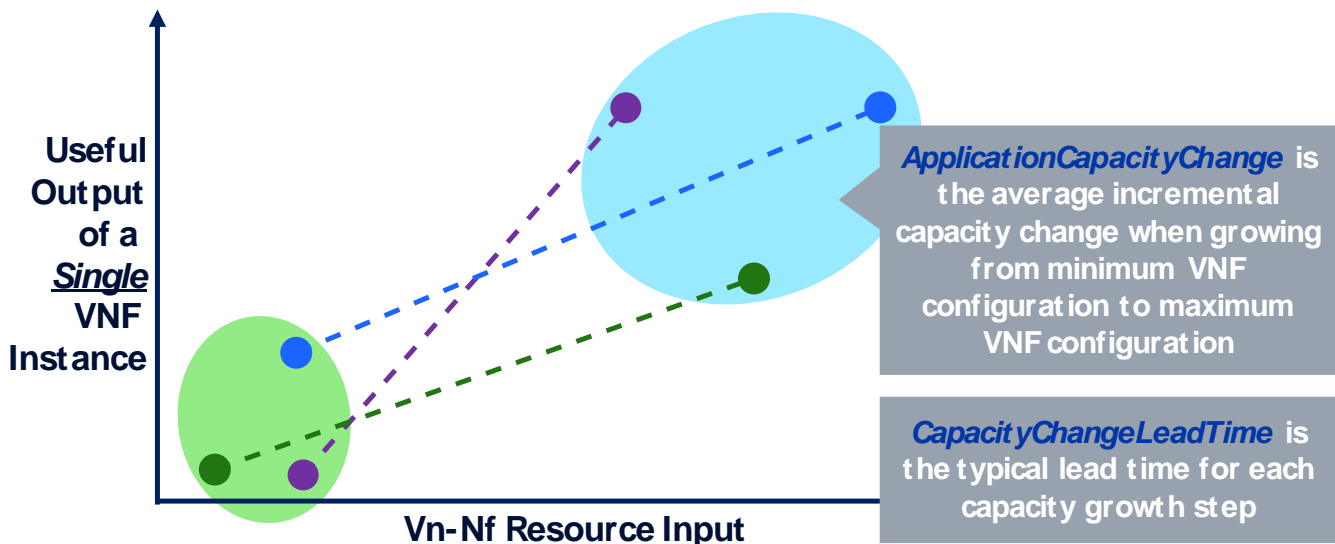 Useful
Output
of a
Single
VNF
Instance
ApplicationCapacityChange is
the average incremental
capacity change when growing
from minimum VNF
configuration to maximum
VNF configuration
CapacityChangeLeadTime is
the typical lead time for each
capacity growth step
Vn-Nf Resource Input